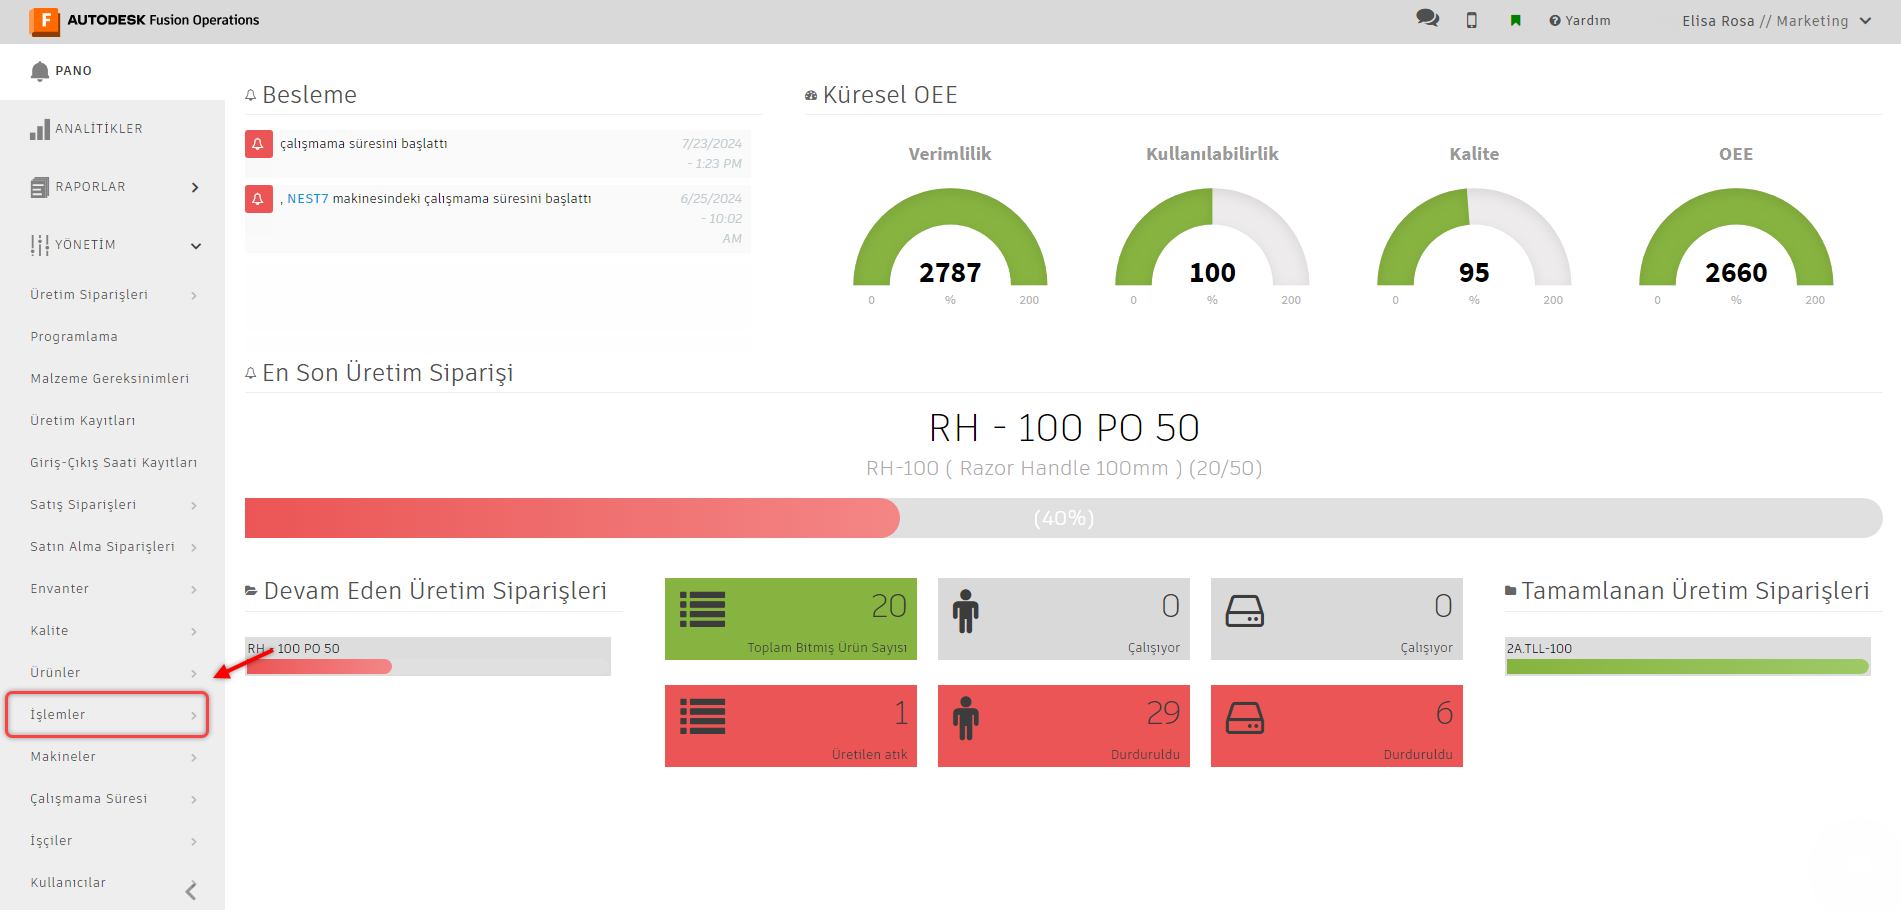 AUTODESK Fusion Operations
Yardım
Elisa Rosa // Marketing
PANO
ANALİTİKLER
RAPORLAR
YÖNETİM
Üretim Siparişleri
Programlama
Malzeme Gereksinimleri
Üretim Kayıtları
Giriş-Çıkış Saati Kayıtları
Satış Siparişleri
Satın Alma Siparişleri
Envanter
Kalite
Ürünler
İşlemler
Makineler
Çalışmama Süresi
İşçiler
Kullanıcılar
Besleme
çalışmama süresini başlattı
7/23/2024
- 1:23 PM
, NEST7 makinesindeki çalışmama süresini başlattı
6/25/2024
- 10:02
AM
Küresel OEE
Verimlilik
2787
0 % 200
Kullanılabilirlik
100
0 % 200
Kalite
95
0 % 200
OEE
2660
0 % 200
En Son Üretim Siparişi
RH - 100 PO 50
RH-100 ( Razor Handle 100mm ) (20/50)
(40%)
Devam Eden Üretim Siparişleri
RH - 100 PO 50
20
Toplam Bitmiş Ürün Sayısı
0
Çalışıyor
0
Çalışıyor
1
Üretilen atık
29
Durduruldu
6
Durduruldu
Tamamlanan Üretim Siparişleri
2A.TLL-100